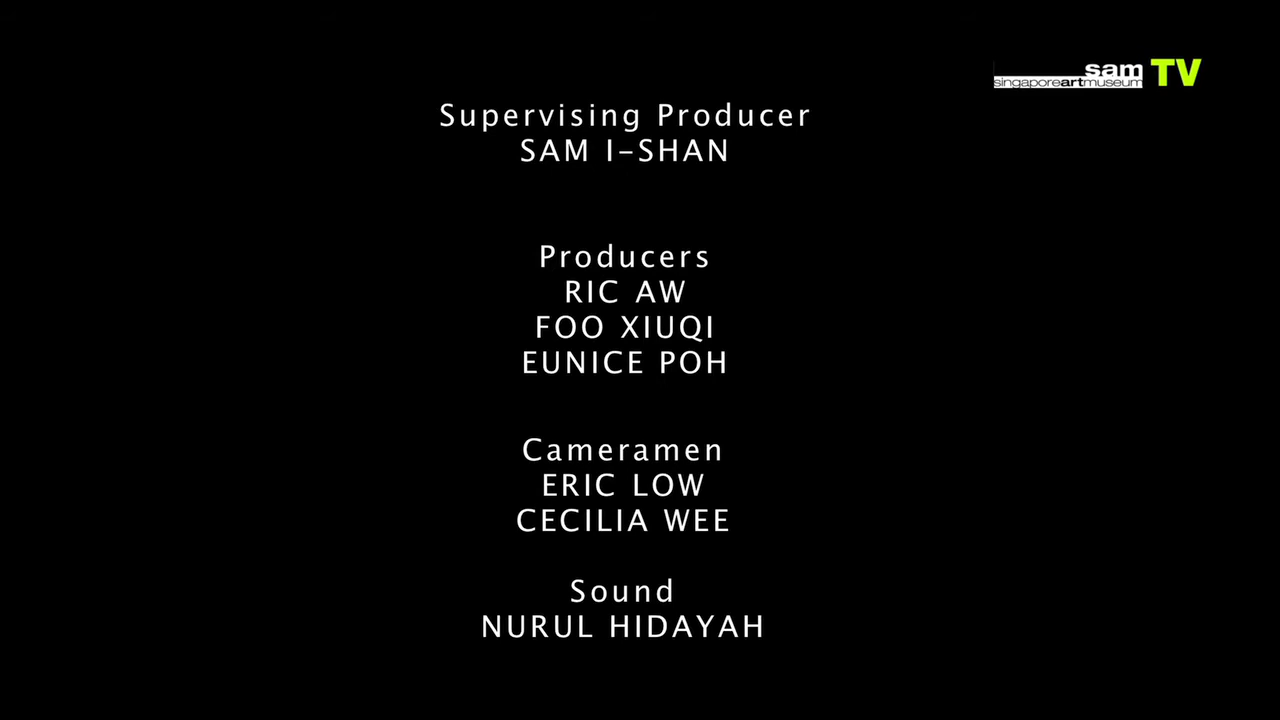 sam TV
singaporeartmuseum
Supervising Producer
SAM I-SHAN
Producers
RIC AW
FOO XIUQI
EUNICE POH
Cameramen
ERIC LOW
CECILIA WEE
Sound
NURUL HIDAYAH